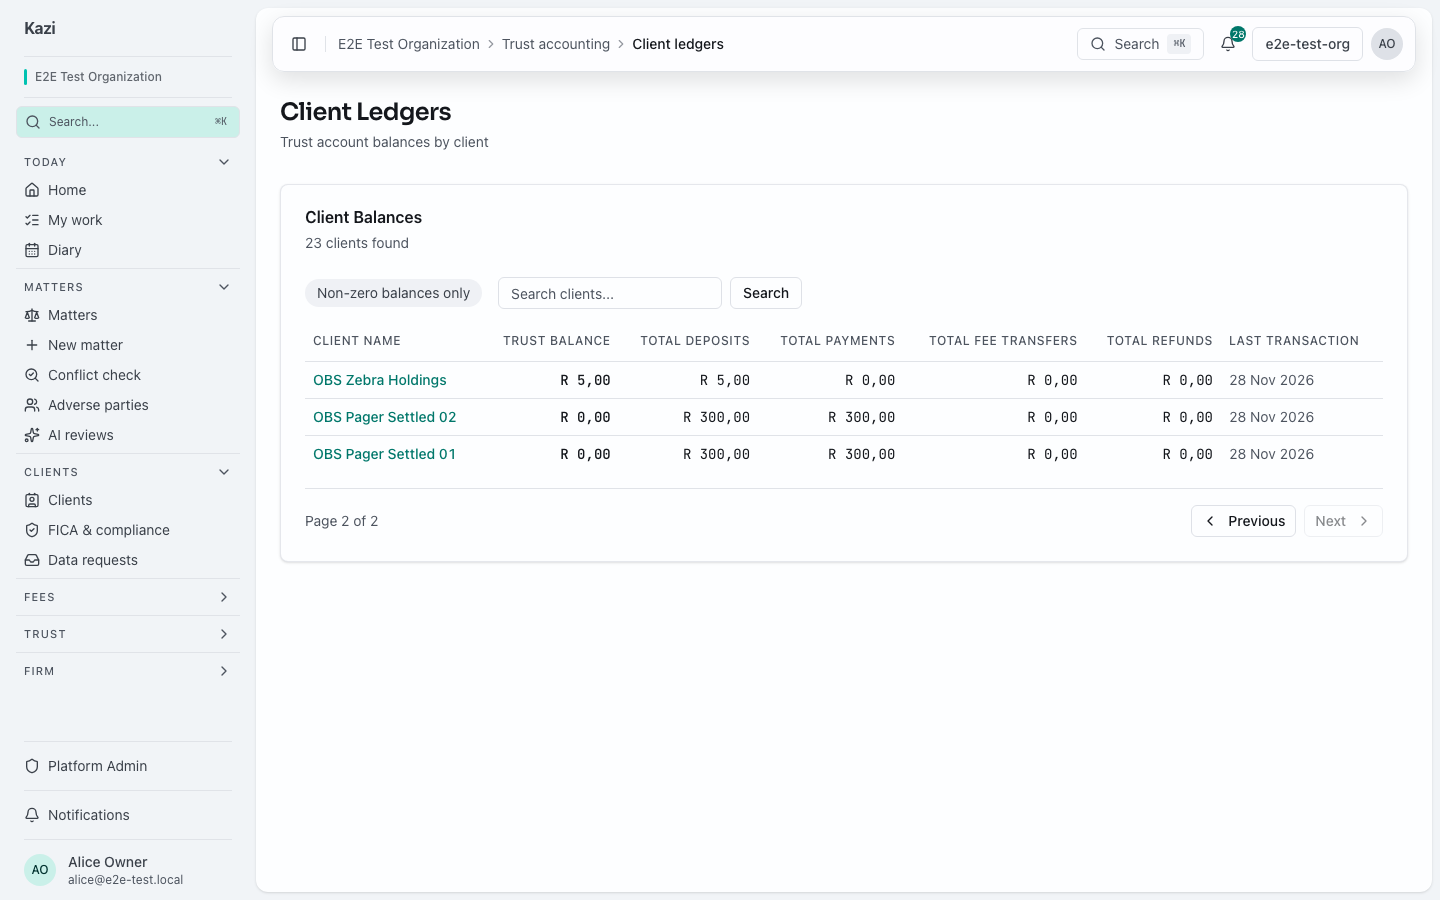 Kazi
E2E Test Organization
Search...
⌘K
TODAY
Home
My work
Diary
MATTERS
Matters
New matter
Conflict check
Adverse parties
AI reviews
CLIENTS
Clients
FICA & compliance
Data requests
FEES
TRUST
FIRM
Platform Admin
Notifications
AO
Alice Owner
alice@e2e-test.local
E2E Test Organization > Trust accounting > Client ledgers
Search ⌘K
28
e2e-test-org
AO
Client Ledgers
Trust account balances by client
Client Balances
23 clients found
Non-zero balances only
Search clients...
Search
CLIENT NAME TRUST BALANCE TOTAL DEPOSITS TOTAL PAYMENTS TOTAL FEE TRANSFERS TOTAL REFUNDS LAST TRANSACTION
OBS Zebra Holdings R 5,00 R 5,00 R 0,00 R 0,00 R 0,00 28 Nov 2026
OBS Pager Settled 02 R 0,00 R 300,00 R 300,00 R 0,00 R 0,00 28 Nov 2026
OBS Pager Settled 01 R 0,00 R 300,00 R 300,00 R 0,00 R 0,00 28 Nov 2026
Page 2 of 2
Previous
Next